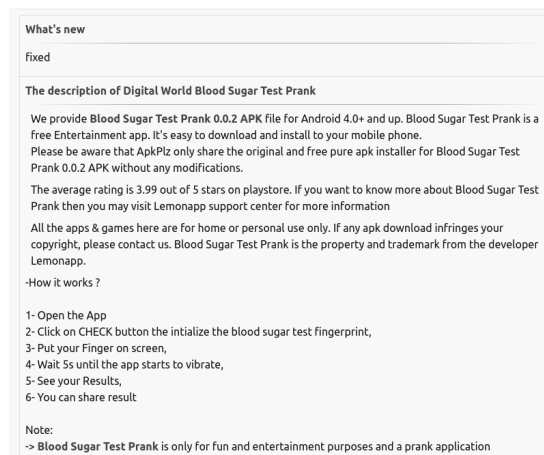 What's new
fixed
The description of Digital World Blood Sugar Test Prank
We provide Blood Sugar Test Prank 0.0.2 APK file for Android 4.0+ and up. Blood Sugar Test Prank is a
free Entertainment app. It's easy to download and install to your mobile phone.
Please be aware that ApkPlz only share the original and free pure apk installer for Blood Sugar Test
Prank 0.0.2 APK without any modifications.
The average rating is 3.99 out of 5 stars on playstore. If you want to know more about Blood Sugar Test
Prank then you may visit Lemonapp support center for more information
All the apps & games here are for home or personal use only. If any apk download infringes your
copyright, please contact us. Blood Sugar Test Prank is the property and trademark from the developer
Lemonapp.
-How it works ?
1- Open the App
2- Click on CHECK button the intialize the blood sugar test fingerprint,
3- Put your Finger on screen,
4- Wait 5s until the app starts to vibrate,
5- See your Results,
6- You can share result
Note:
-> Blood Sugar Test Prank is only for fun and entertainment purposes and a prank application